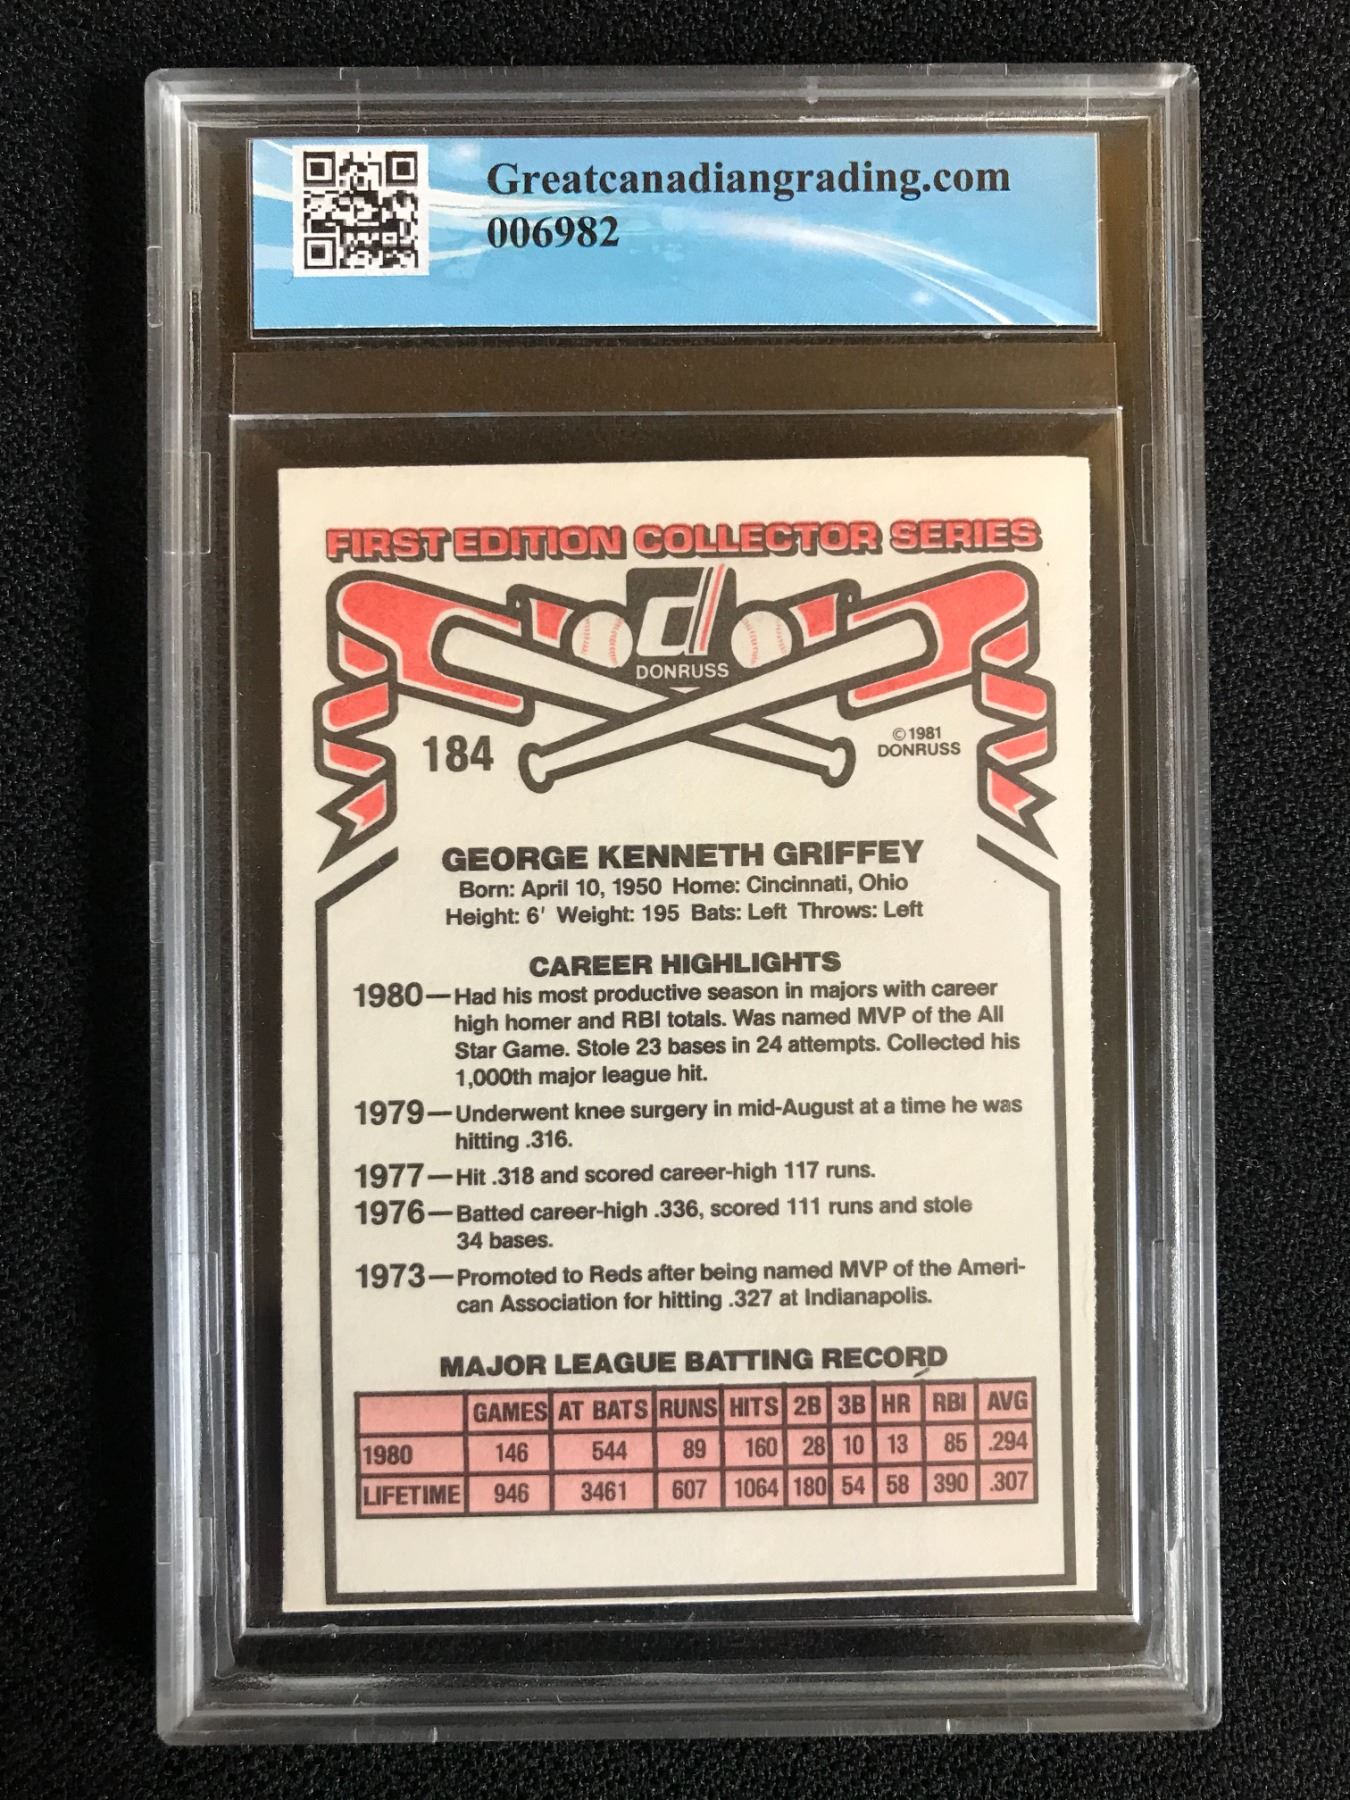 Greatcanadiangrading.com
006982
FIRST EDITION COLLECTOR SERIES
d
DONRUSS
184
©1981
DONRUSS
GEORGE KENNETH GRIFFEY
Born: April 10, 1950 Home: Cincinnati, Ohio
Height: 6' Weight: 195 Bats: Left Throws: Left
CAREER HIGHLIGHTS
1980—Had his most productive season in majors with career
high homer and RBI totals. Was named MVP of the All
Star Game. Stole 23 bases in 24 attempts. Collected his
1,000th major league hit.
1979—Underwent knee surgery in mid-August at a time he was
hitting .316.
1977—Hit .318 and scored career-high 117 runs.
1976—Batted career-high .336, scored 111 runs and stole
34 bases.
1973—Promoted to Reds after being named MVP of the Ameri-
can Association for hitting .327 at Indianapolis.
MAJOR LEAGUE BATTING RECORD
GAMES AT BATS RUNS HITS 2B 3B HR RBI AVG
1980 146 544 89 160 28 10 13 85 .294
LIFETIME 946 3461 607 1064 180 54 58 390 .307